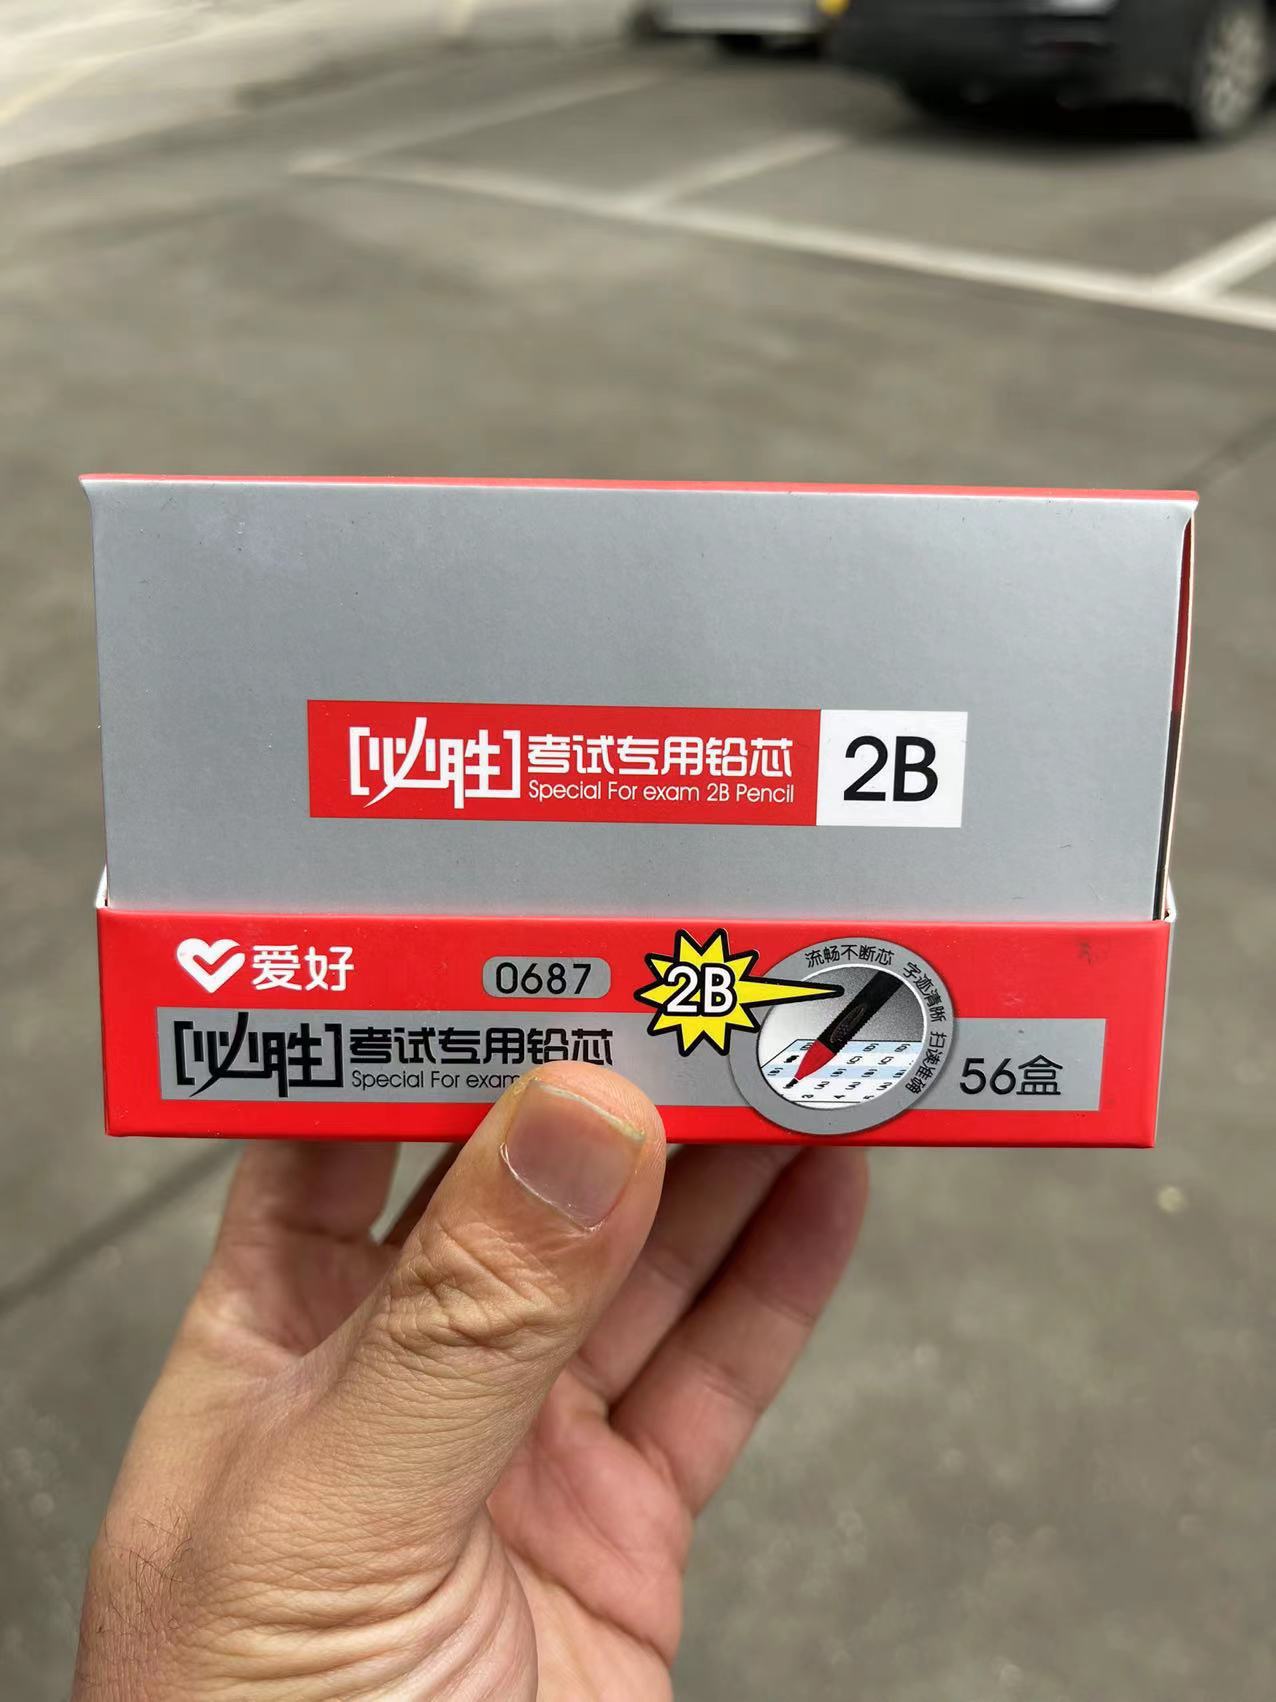 [必胜]考试专用铅芯 2B
Special For exam 2B Pencil
爱好 0687
2B
[必胜]考试专用铅芯
Special For exam
流畅不断芯 字迹清晰 扫读准确
56盒